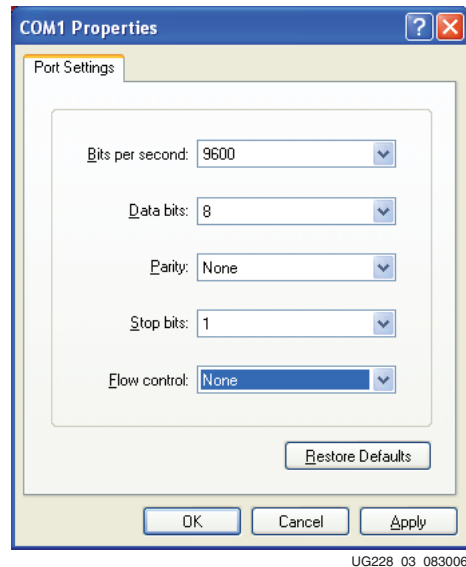 COM1 Properties
Port Settings
Bits per second: 9600
Data bits: 8
Parity: None
Stop bits: 1
Flow control: None
Restore Defaults
OK Cancel Apply
UG228_03_083006